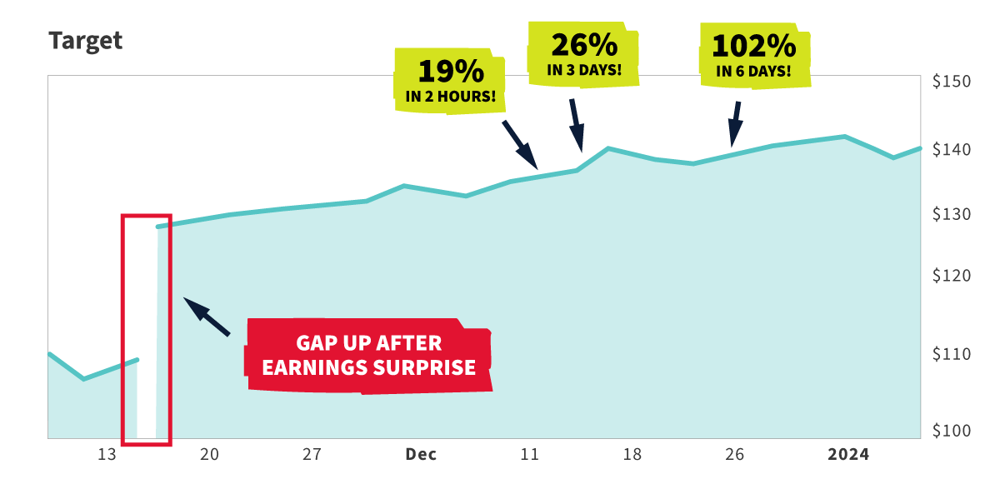 Target
19%
IN 2 HOURS!
26%
IN 3 DAYS!
102%
IN 6 DAYS!
$150
$140
$130
$120
$110
$100
GAP UP AFTER
EARNINGS SURPRISE
13 20 27 Dec 11 18 26 2024